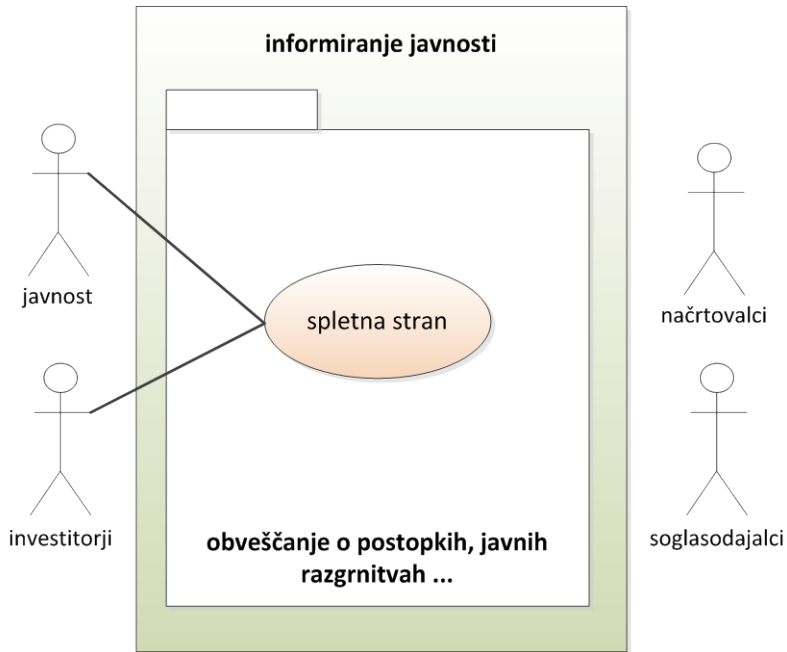 informiranje javnosti
javnost
načrtovalci
spletna stran
investitorji
soglasodajalci
obveščanje o postopkih, javnih
razgrnitvah ...